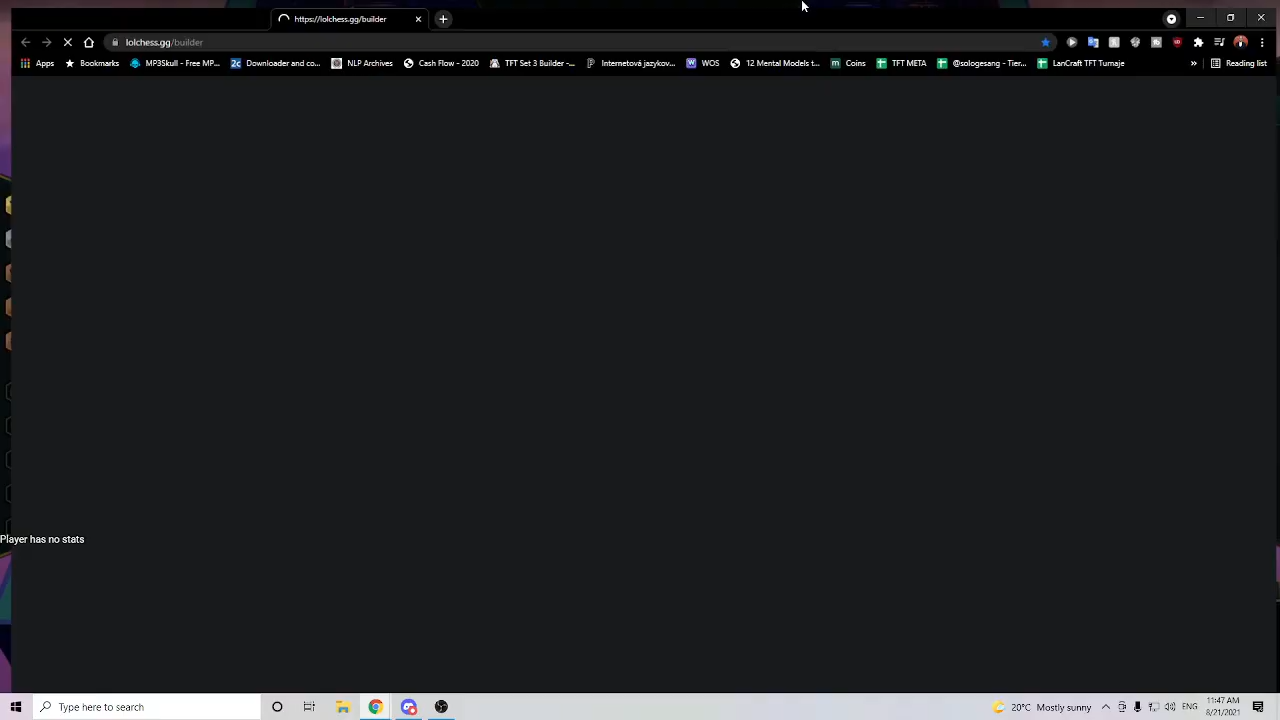 https://lolchess.gg/builder
lolchess.gg/builder
Apps Bookmarks MP3Skull - Free MP... Downloader and co... NLP Archives Cash Flow - 2020 TFT Set 3 Builder -... Internetová jazykov... WOS 12 Mental Models t... Coins TFT META @sologesang - Tier... LanCraft TFT Turnaje » Reading list
Player has no stats
Type here to search
20°C Mostly sunny
11:47 AM
8/21/2021